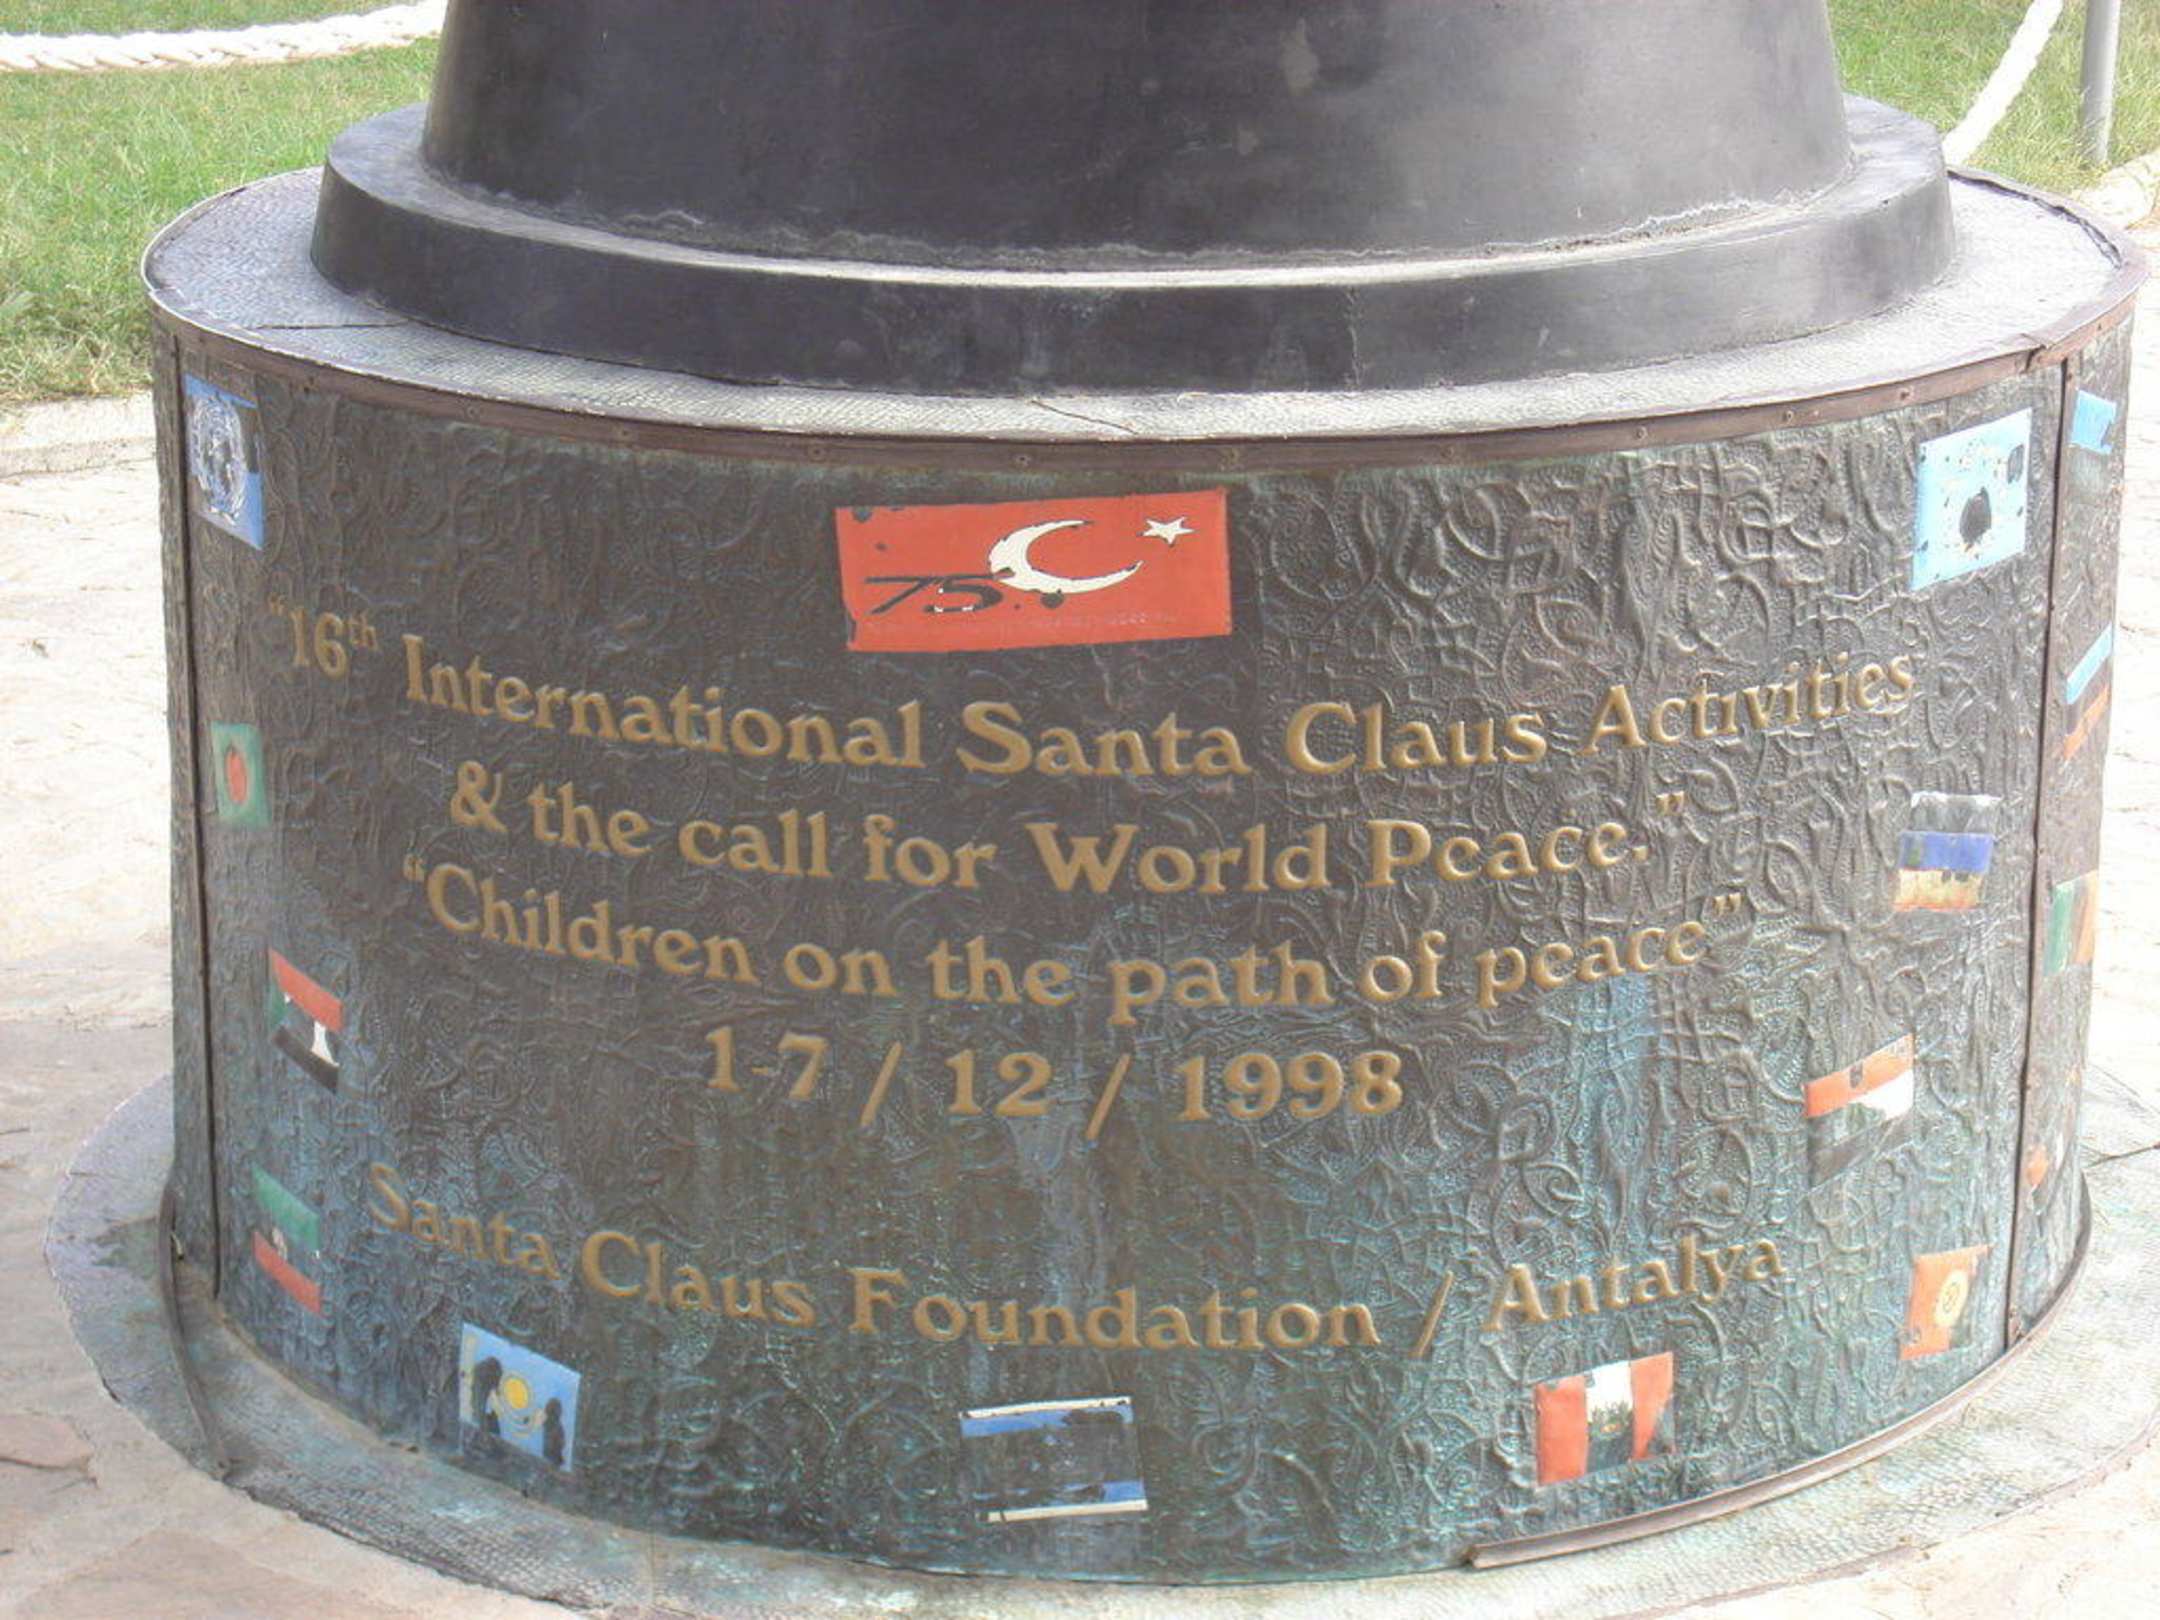 75.
"16th International Santa Claus Activities
& the call for World Peace."
"Children on the path of peace"
1-7 / 12 / 1998
Santa Claus Foundation / Antalya